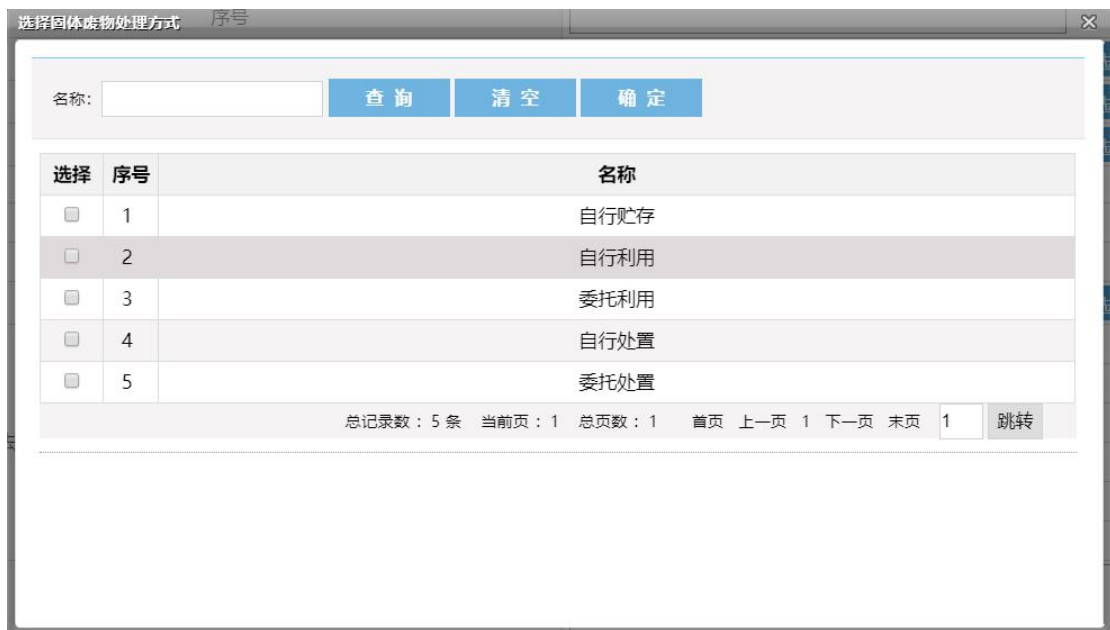 选择固体废物处理方式 序号
名称: 查 询 清 空 确 定
选择 序号 名称
1 自行贮存
2 自行利用
3 委托利用
4 自行处置
5 委托处置
总记录数：5 条 当前页：1 总页数：1 首页 上一页 1 下一页 末页 1 跳转